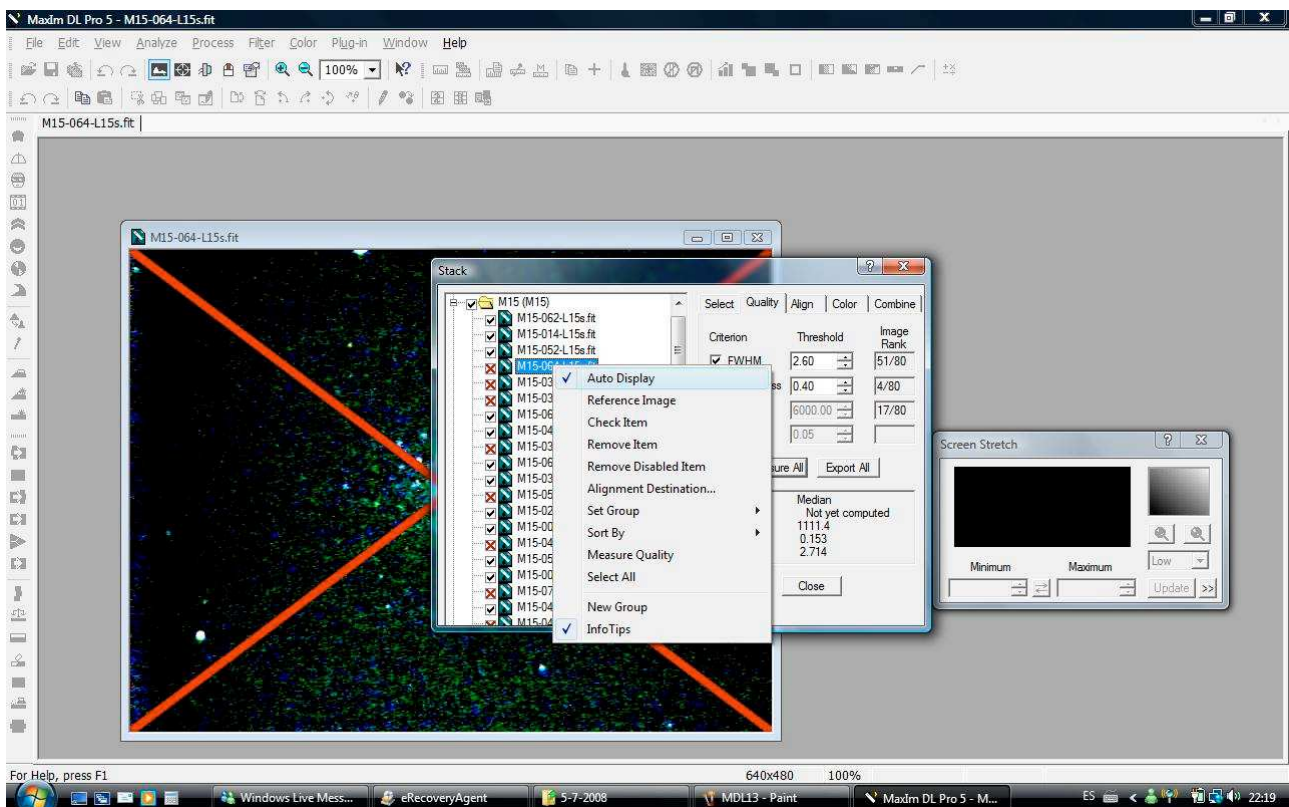 MaxIm DL Pro 5 - M15-064-L15s.fit
File Edit View Analyze Process Filter Color Plug-in Window Help
100%
M15-064-L15s.fit
M15-064-L15s.fit
Stack
M15 (M15)
M15-062-L15s.fit
M15-014-L15s.fit
M15-052-L15s.fit
M15-03
M15-03
M15-06
M15-04
M15-03
M15-06
M15-03
M15-05
M15-02
M15-00
M15-04
M15-05
M15-00
M15-07
M15-04
M15-04
Auto Display
Reference Image
Check Item
Remove Item
Remove Disabled Item
Alignment Destination...
Set Group
Sort By
Measure Quality
Select All
New Group
InfoTips
Select Quality Align Color Combine
Criterion Threshold Image Rank
FWHM 2.60 51/80
ss 0.40 4/80
6000.00 17/80
0.05
sure All Export All
Median
Not yet computed
1111.4
0.153
2.714
Close
Screen Stretch
Minimum Maximum
Low
Update >>
For Help, press F1 640x480 100%
Windows Live Mess... eRecoveryAgent 5-7-2008 MDL13 - Paint MaxIm DL Pro 5 - M... ES 22:19